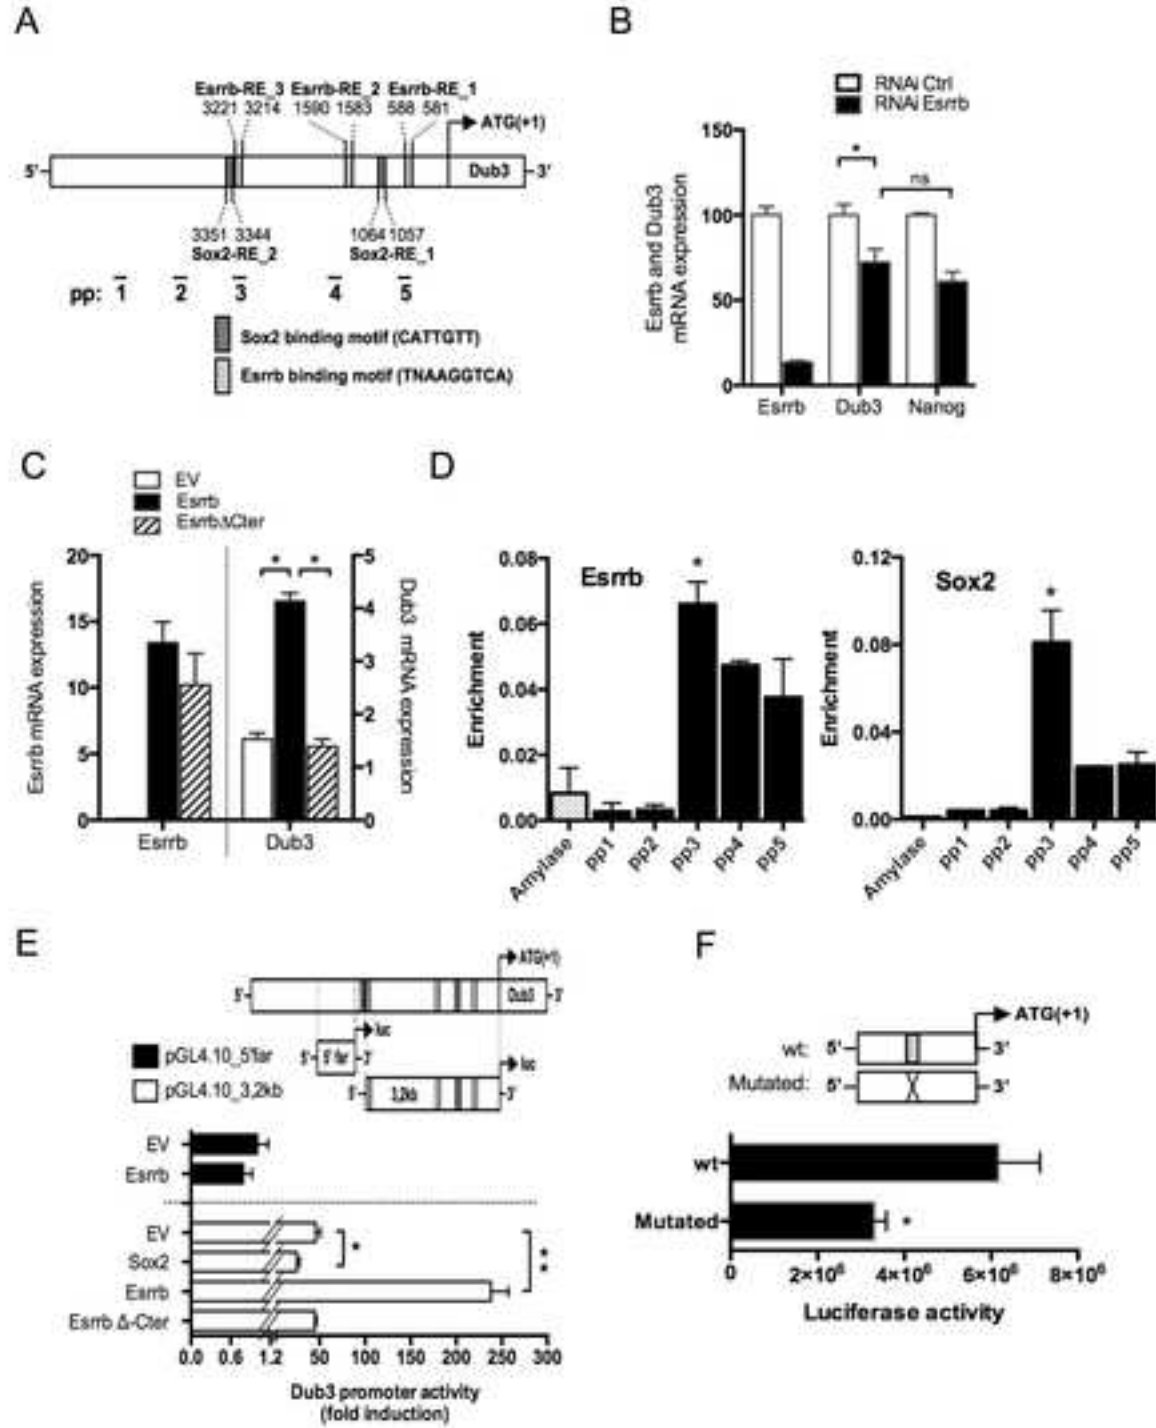 A
Esrrb-RE_3 Esrrb-RE_2 Esrrb-RE_1
3221 3214 1590 1583 588 581
ATG(+1)
5'
Dub3
3'
3351 3344 1064 1057
Sox2-RE_2 Sox2-RE_1
pp: 1 2 3 4 5
Sox2 binding motif (CATTGTT)
Esrrb binding motif (TNAAGGTCA)
B
RNAi Ctrl
RNAi Esrrb
Esrrb and Dub3
mRNA expression
150
100
50
0
*
ns
Esrrb Dub3 Nanog
C
EV
Esrrb
EsrrbΔCter
Esrrb mRNA expression
20
15
10
5
0
* *
5
4
3
2
1
0
Dub3 mRNA expression
Esrrb Dub3
D
Esrrb
Enrichment
0.08
0.06
0.04
0.02
0.00
*
Amylase pp1 pp2 pp3 pp4 pp5
Sox2
Enrichment
0.12
0.08
0.04
0.00
*
Amylase pp1 pp2 pp3 pp4 pp5
E
ATG(+1)
5' Dub3 3'
luc
5' 5' far 3'
luc
5' 3,2kb 3'
pGL4.10_5'far
pGL4.10_3,2kb
EV
Esrrb
EV
Sox2
Esrrb
Esrrb Δ-Cter
*
* *
0.0 0.6 1.2 50 100 150 200 250 300
Dub3 promoter activity
(fold induction)
F
ATG(+1)
wt: 5' 3'
Mutated: 5' 3'
wt
Mutated
*
0 2×10⁶ 4×10⁶ 6×10⁶ 8×10⁶
Luciferase activity